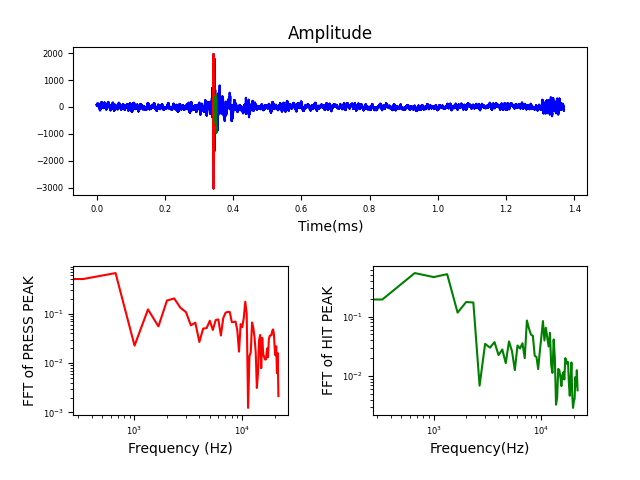 Amplitude
2000
1000
0
−1000
−2000
−3000
0.0 0.2 0.4 0.6 0.8 1.0 1.2 1.4
Time(ms)
FFT of PRESS PEAK
10⁻¹
10⁻²
10⁻³
10³ 10⁴
Frequency (Hz)
FFT of HIT PEAK
10⁻¹
10⁻²
10³ 10⁴
Frequency(Hz)